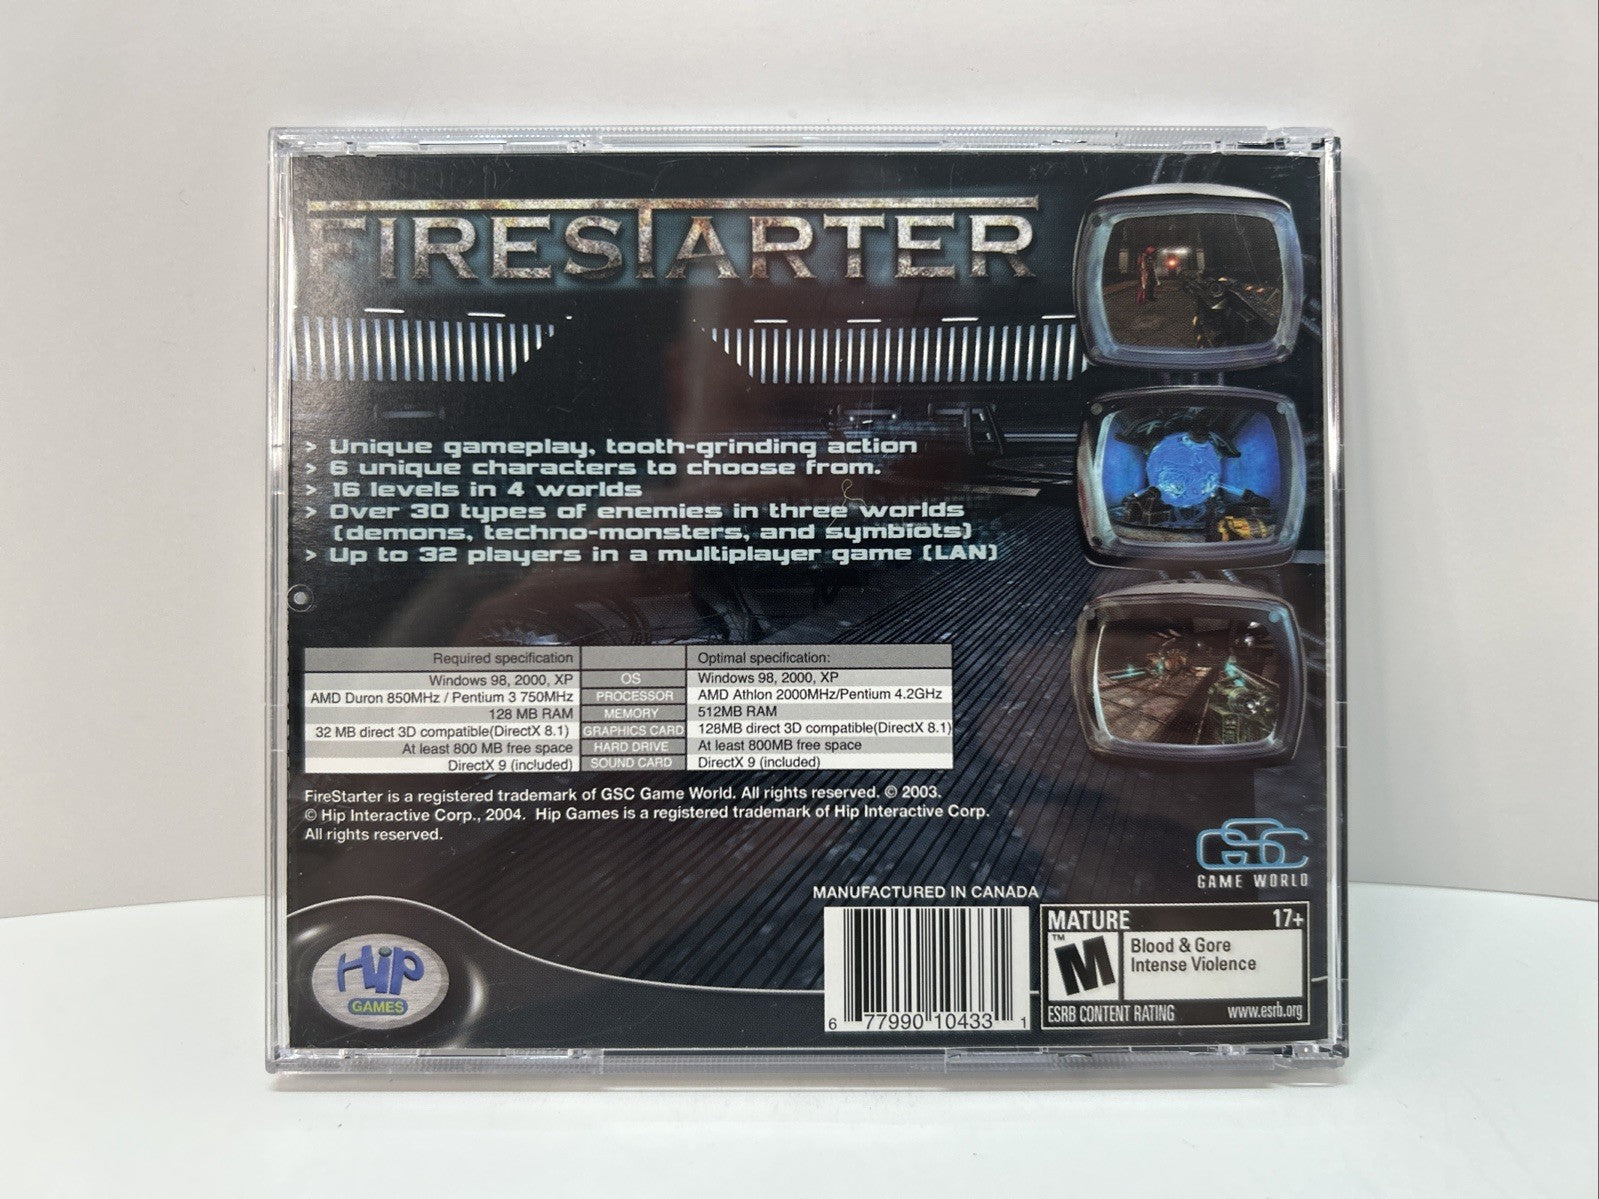 FIRESTARTER
> Unique gameplay, tooth-grinding action
> 6 unique characters to choose from.
> 16 levels in 4 worlds
> Over 30 types of enemies in three worlds
(demons, techno-monsters, and symbiots)
> Up to 32 players in a multiplayer game (LAN)
Required specification Optimal specification:
Windows 98, 2000, XP OS Windows 98, 2000, XP
AMD Duron 850MHz / Pentium 3 750MHz PROCESSOR AMD Athlon 2000MHz/Pentium 4.2GHz
128 MB RAM MEMORY 512MB RAM
32 MB direct 3D compatible(DirectX 8.1) GRAPHICS CARD 128MB direct 3D compatible(DirectX 8.1)
At least 800 MB free space HARD DRIVE At least 800MB free space
DirectX 9 (included) SOUND CARD DirectX 9 (included)
FireStarter is a registered trademark of GSC Game World. All rights reserved. © 2003.
© Hip Interactive Corp., 2004. Hip Games is a registered trademark of Hip Interactive Corp.
All rights reserved.
GSC
GAME WORLD
MANUFACTURED IN CANADA
Hip
GAMES
6 77990 10433 1
MATURE 17+
™
M
Blood & Gore
Intense Violence
ESRB CONTENT RATING www.esrb.org